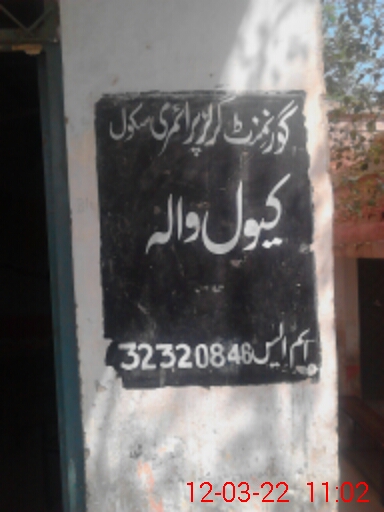 گورنمنٹ گرلز پرائمری سکول
کیول والہ
ایم ایس 32320846
12-03-22 11:02